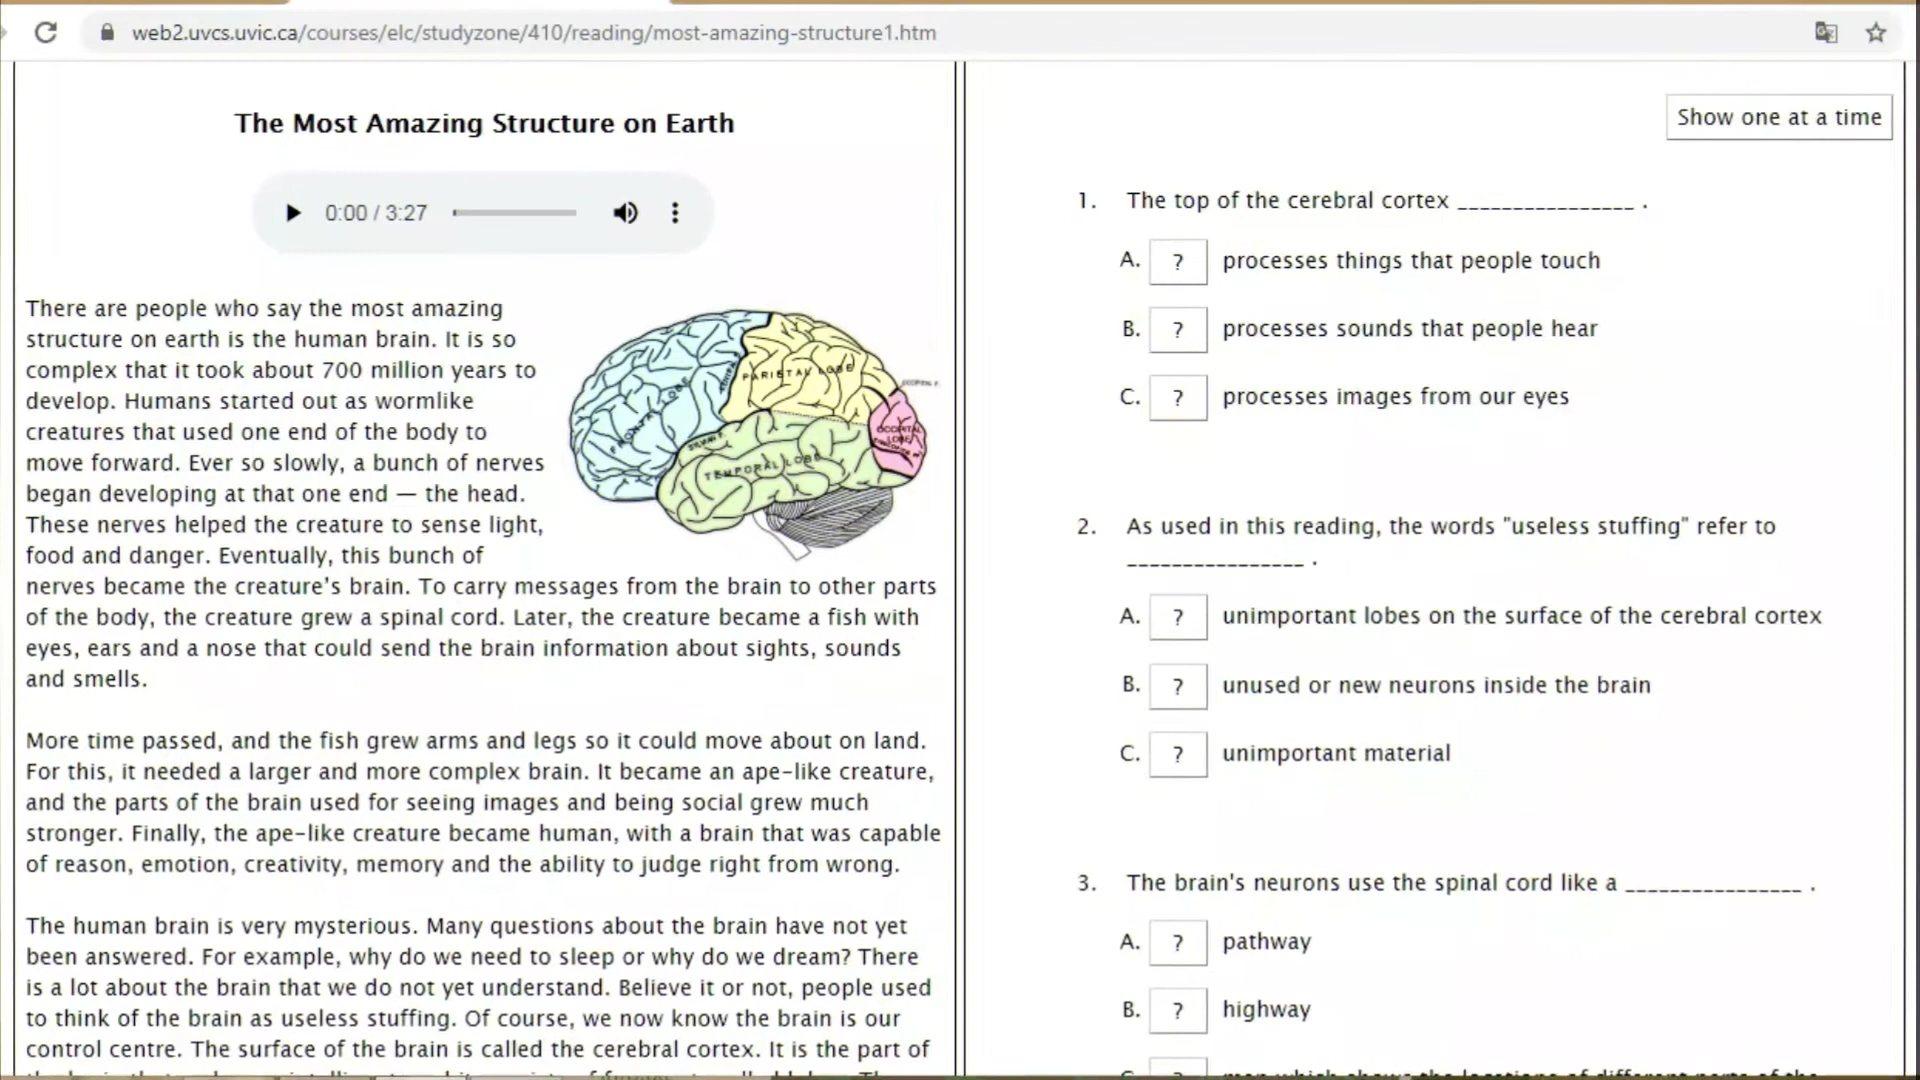 web2.uvcs.uvic.ca/courses/elc/studyzone/410/reading/most-amazing-structure1.htm
The Most Amazing Structure on Earth
0:00 / 3:27
There are people who say the most amazing
structure on earth is the human brain. It is so
complex that it took about 700 million years to
develop. Humans started out as wormlike
creatures that used one end of the body to
move forward. Ever so slowly, a bunch of nerves
began developing at that one end — the head.
These nerves helped the creature to sense light,
food and danger. Eventually, this bunch of
nerves became the creature's brain. To carry messages from the brain to other parts
of the body, the creature grew a spinal cord. Later, the creature became a fish with
eyes, ears and a nose that could send the brain information about sights, sounds
and smells.
FRONTAL LOBE
PARIETAL LOBE
TEMPORAL LOBE
OCCIPITAL
LOBE
More time passed, and the fish grew arms and legs so it could move about on land.
For this, it needed a larger and more complex brain. It became an ape-like creature,
and the parts of the brain used for seeing images and being social grew much
stronger. Finally, the ape-like creature became human, with a brain that was capable
of reason, emotion, creativity, memory and the ability to judge right from wrong.
The human brain is very mysterious. Many questions about the brain have not yet
been answered. For example, why do we need to sleep or why do we dream? There
is a lot about the brain that we do not yet understand. Believe it or not, people used
to think of the brain as useless stuffing. Of course, we now know the brain is our
control centre. The surface of the brain is called the cerebral cortex. It is the part of
Show one at a time
1. The top of the cerebral cortex ________________ .
A. ? processes things that people touch
B. ? processes sounds that people hear
C. ? processes images from our eyes
2. As used in this reading, the words "useless stuffing" refer to
________________ .
A. ? unimportant lobes on the surface of the cerebral cortex
B. ? unused or new neurons inside the brain
C. ? unimportant material
3. The brain's neurons use the spinal cord like a ________________ .
A. ? pathway
B. ? highway